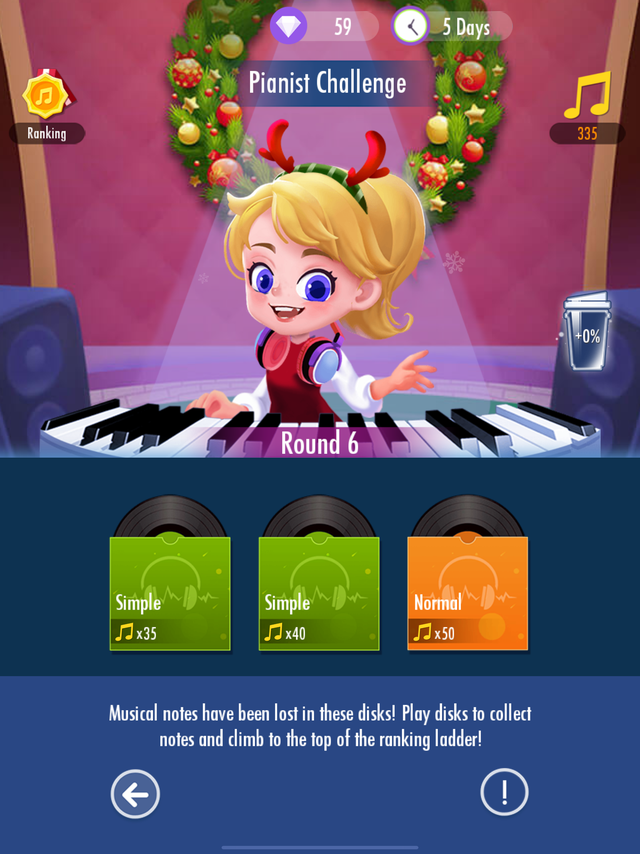 59
5 Days
Pianist Challenge
Ranking
335
+0%
Round 6
Simple
x35
Simple
x40
Normal
x50
Musical notes have been lost in these disks! Play disks to collect
notes and climb to the top of the ranking ladder!
!